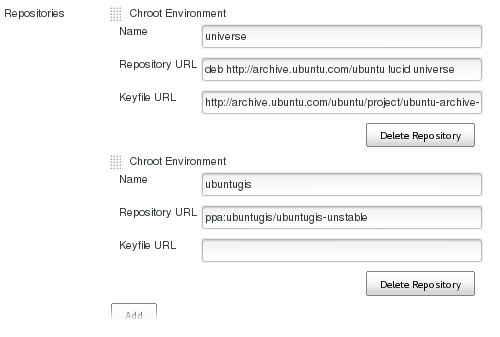 Repositories
Chroot Environment
Name
universe
Repository URL
deb http://archive.ubuntu.com/ubuntu lucid universe
Keyfile URL
http://archive.ubuntu.com/ubuntu/project/ubuntu-archive-
Delete Repository
Chroot Environment
Name
ubuntugis
Repository URL
ppa:ubuntugis/ubuntugis-unstable
Keyfile URL
Delete Repository
Add